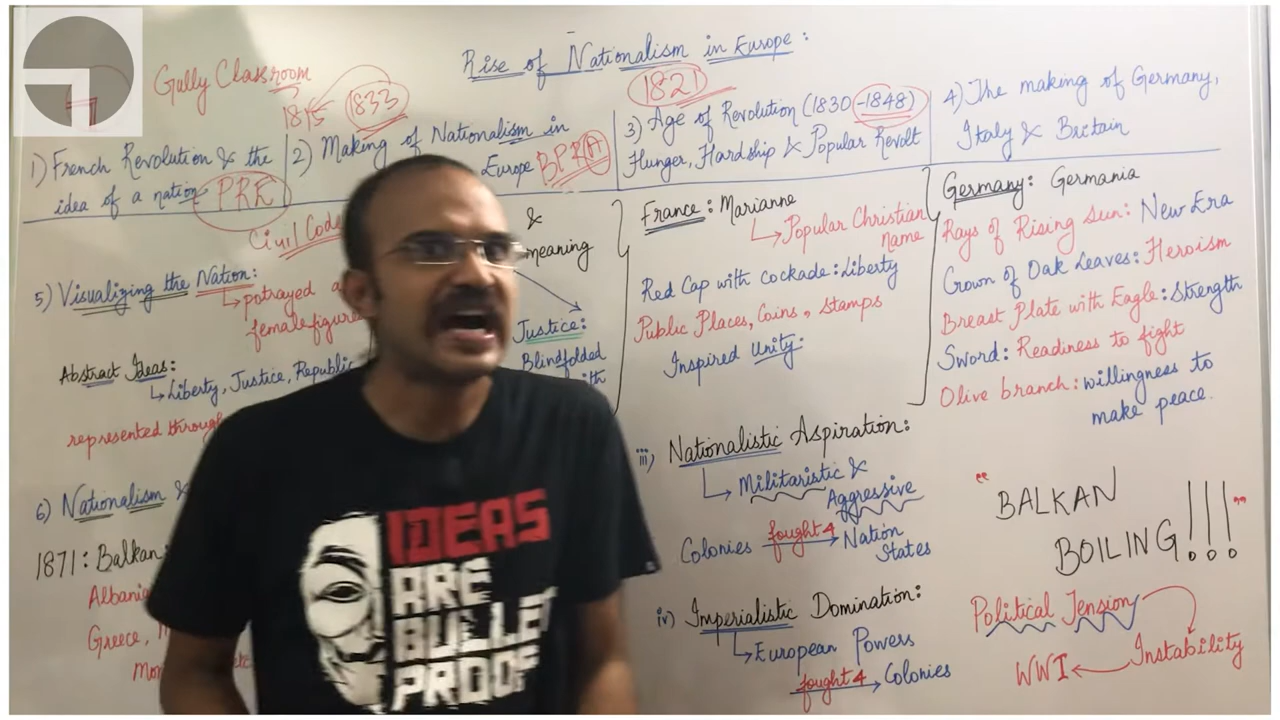 Rise of Nationalism in Europe:
Gully Classroom
1815
1833
1821
1) French Revolution & the
idea of a nation
PRE
2) Making of Nationalism in
Europe
BPRA
3) Age of Revolution (1830-1848)
Hunger, Hardship & Popular Revolt
4) The making of Germany,
Italy & Britain
Civil Code
5) Visualizing the Nation:
potrayed a
female figure
Abstract Ideas:
Liberty, Justice, Republic
represented through
&
meaning
Justice:
Blindfolded
with
France: Marianne
Popular Christian
Name
Red Cap with cockade: Liberty
Public Places, Coins, stamps
Inspired Unity:
Germany: Germania
Rays of Rising Sun: New Era
Crown of Oak Leaves: Heroism
Breast Plate with Eagle: Strength
Sword: Readiness to fight
Olive branch: willingness to
make peace.
6) Nationalism &
1871: Balkan
Albania
Greece, M
Mon
etc
iii) Nationalistic Aspiration:
Militaristic &
Aggressive
Colonies fought 4 Nation
States
iv) Imperialistic Domination:
European Powers
fought 4 Colonies
"BALKAN
BOILING!!!"
Political Tension
Instability
WWI
IDEAS
ARE
BULLET
PROOF